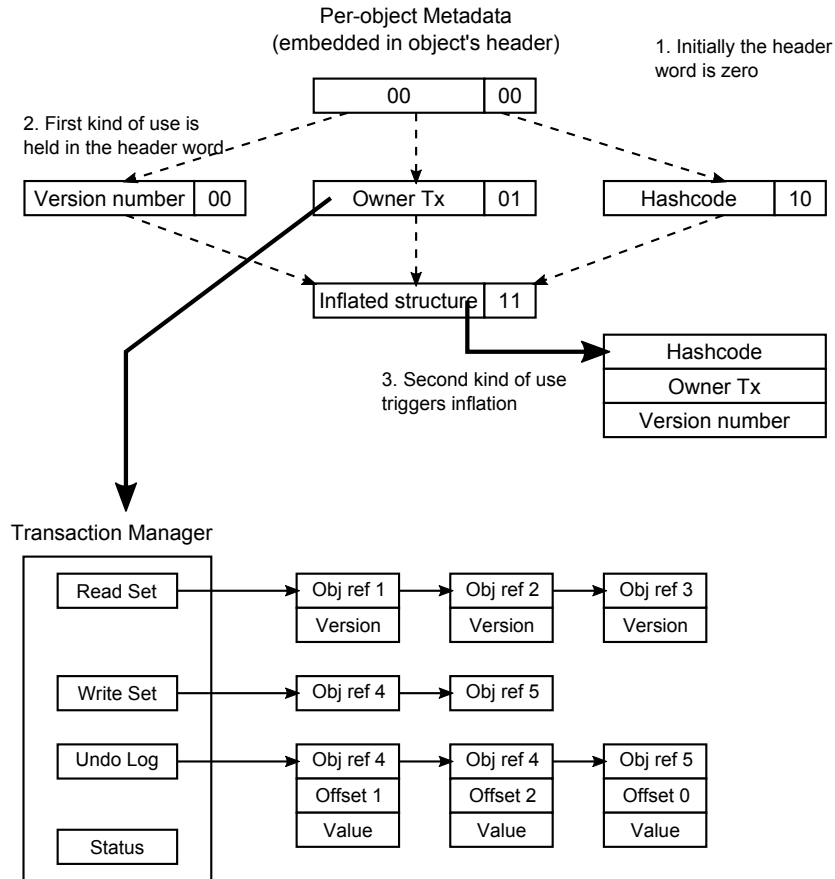 Per-object Metadata
(embedded in object's header)
1. Initially the header
word is zero
00 00
2. First kind of use is
held in the header word
Version number 00
Owner Tx 01
Hashcode 10
Inflated structure 11
3. Second kind of use
triggers inflation
Hashcode
Owner Tx
Version number
Transaction Manager
Read Set
Obj ref 1
Version
Obj ref 2
Version
Obj ref 3
Version
Write Set
Obj ref 4
Obj ref 5
Undo Log
Obj ref 4
Offset 1
Value
Obj ref 4
Offset 2
Value
Obj ref 5
Offset 0
Value
Status